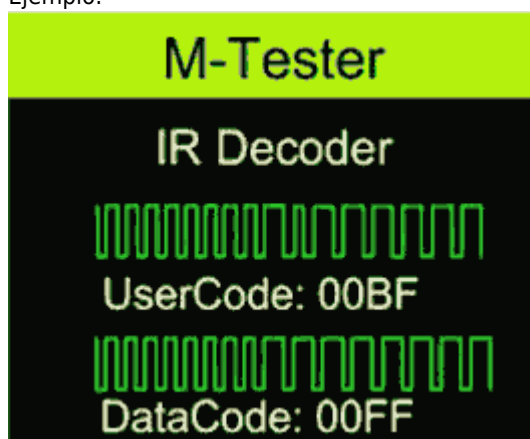 Ejemplo:
M-Tester
IR Decoder
UserCode: 00BF
DataCode: 00FF